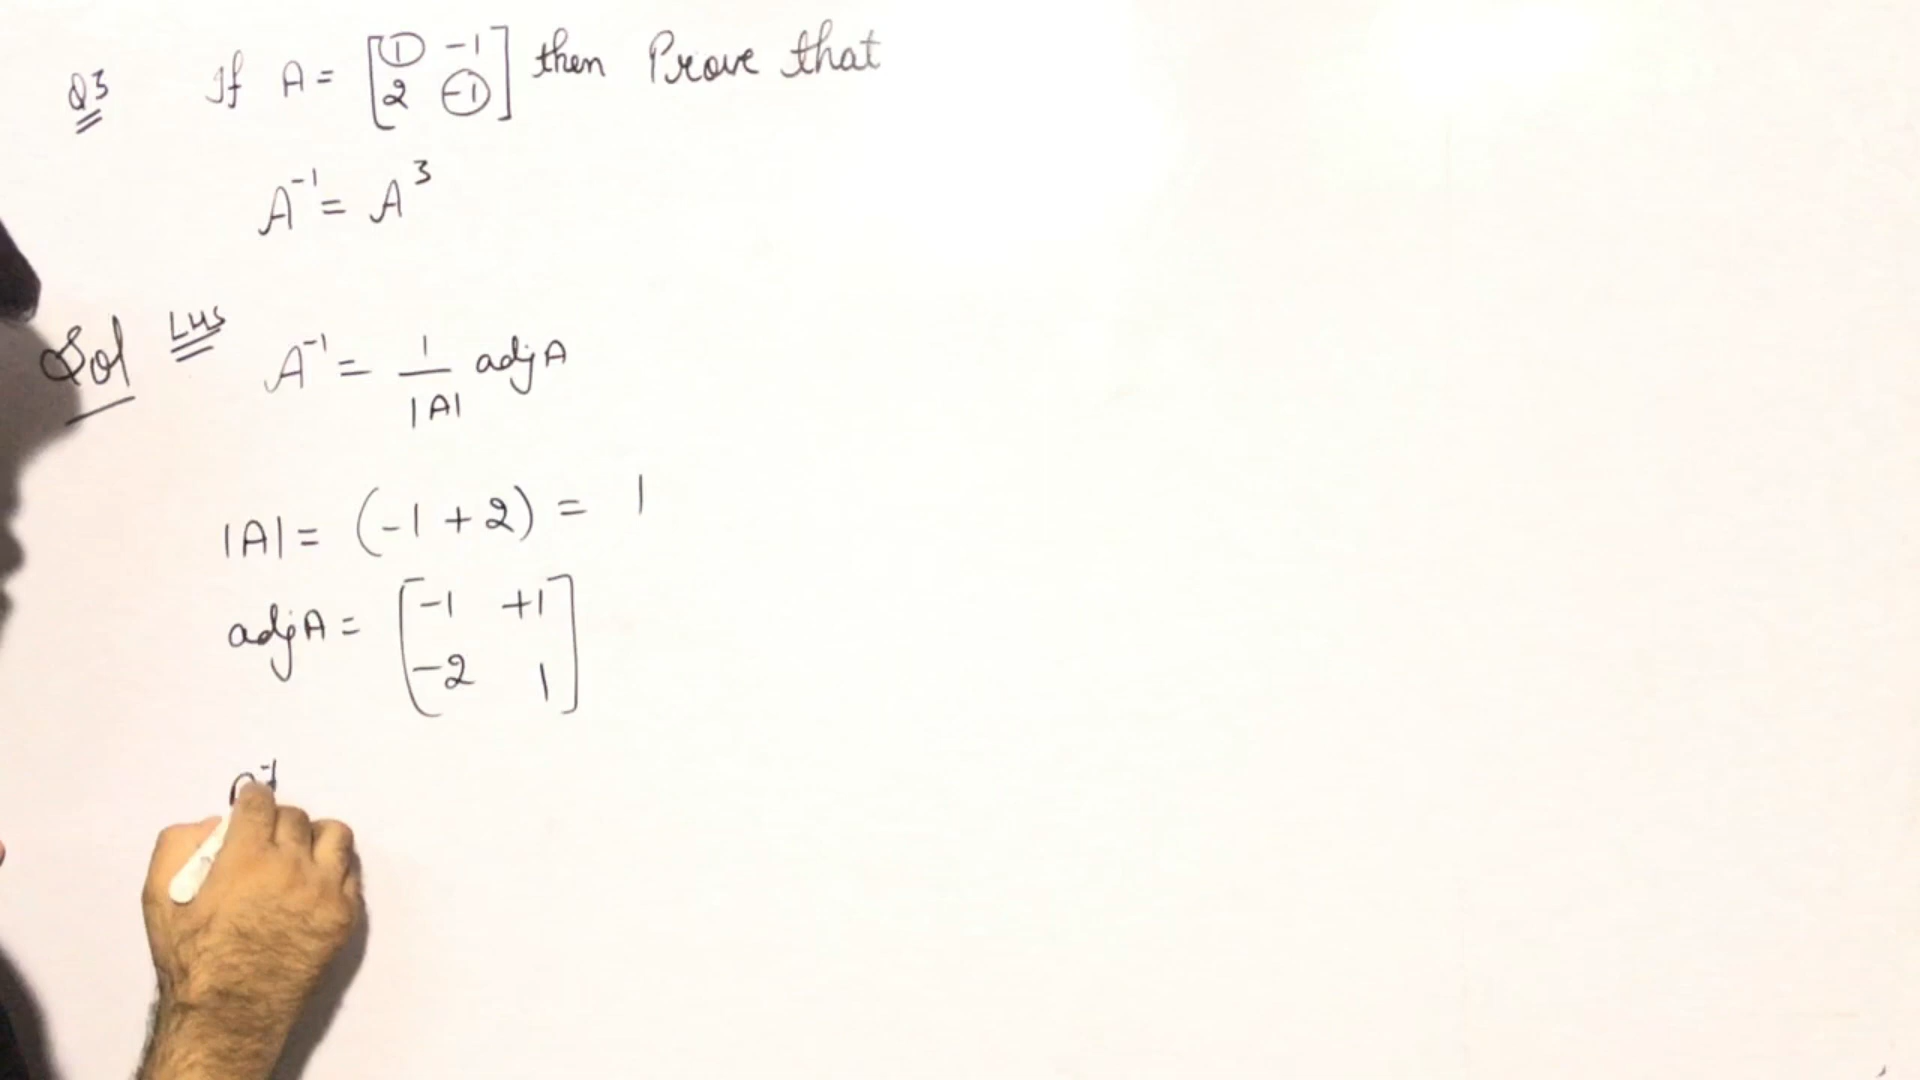 Q3 If A = [1 -1] then Prove that
[2 -1]
A⁻¹ = A³
Sol LHS A⁻¹ = 1/|A| adj A
|A| = (-1+2) = 1
adj A = [-1 +1]
[-2 1]
A⁻¹